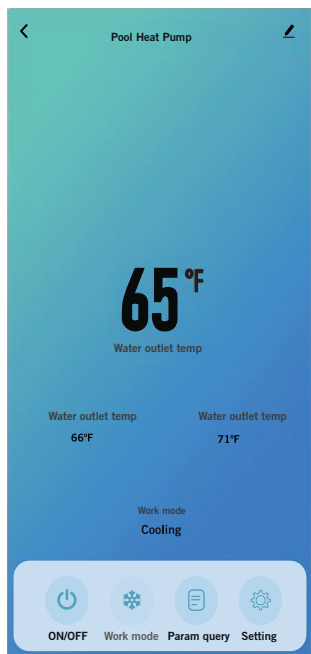 Pool Heat Pump
65°F
Water outlet temp
Water outlet temp Water outlet temp
66°F 71°F
Work mode
Cooling
ON/OFF Work mode Param query Setting